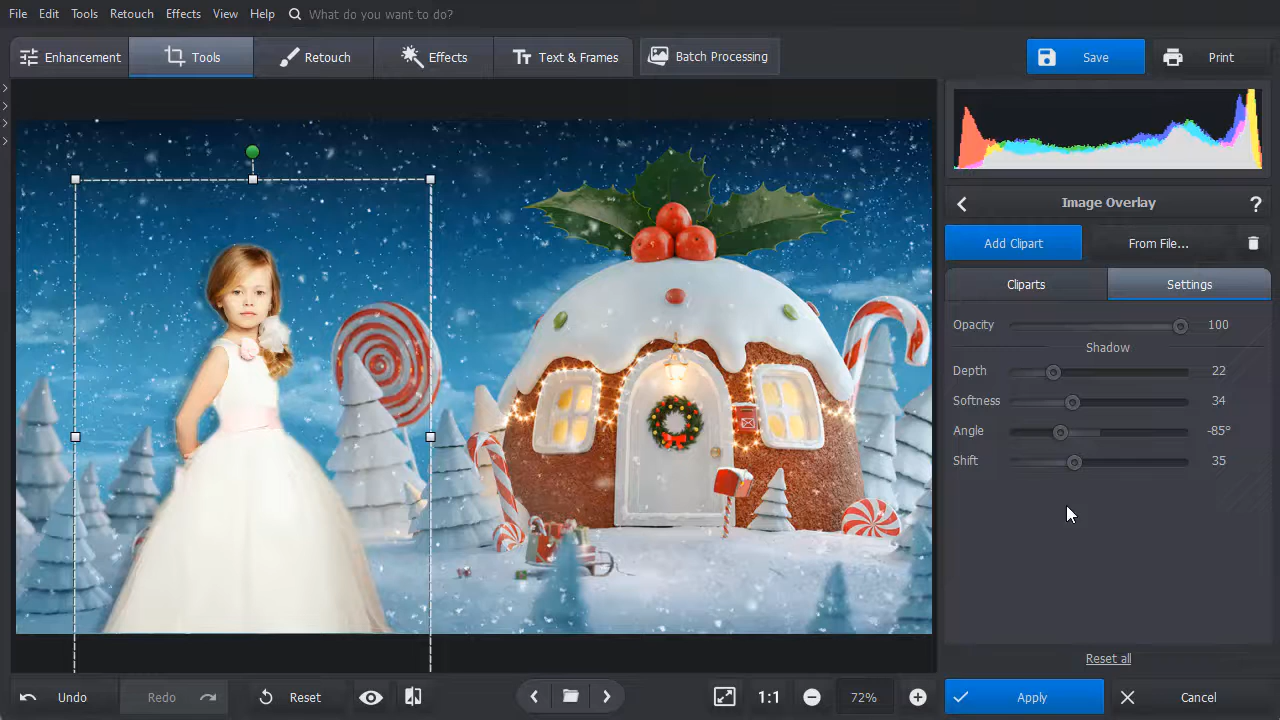 File Edit Tools Retouch Effects View Help What do you want to do?
Enhancement Tools Retouch Effects Text & Frames Batch Processing Save Print
Image Overlay ?
Add Clipart From File...
Cliparts Settings
Opacity 100
Shadow
Depth 22
Softness 34
Angle -85°
Shift 35
Reset all
Undo Redo Reset 1:1 72% Apply Cancel